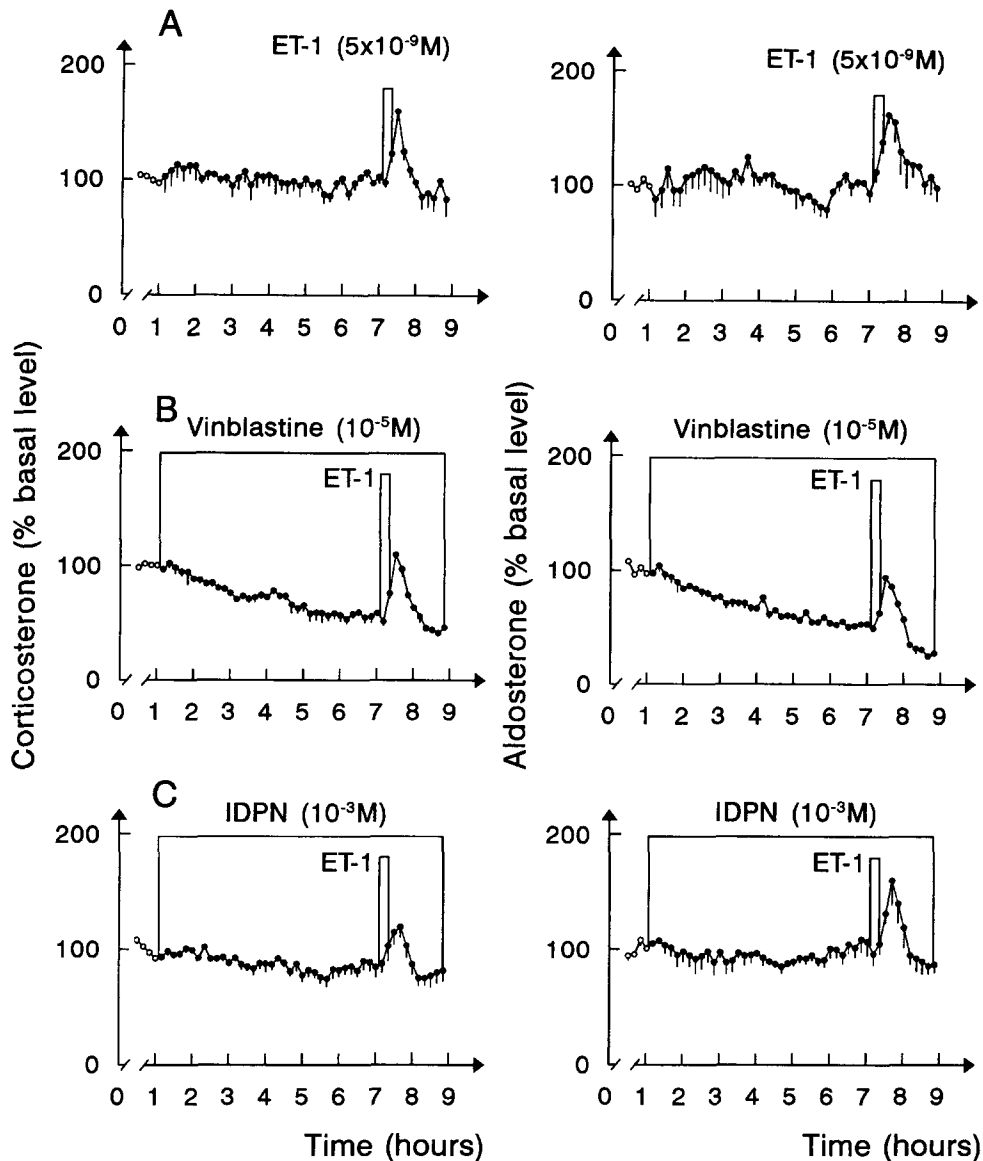 A
ET-1 (5x10⁻⁹M)
200
100
0
0 1 2 3 4 5 6 7 8 9
ET-1 (5x10⁻⁹M)
200
100
0
0 1 2 3 4 5 6 7 8 9
Corticosterone (% basal level)
Aldosterone (% basal level)
B
Vinblastine (10⁻⁵M)
ET-1
200
100
0
0 1 2 3 4 5 6 7 8 9
Vinblastine (10⁻⁵M)
ET-1
200
100
0
0 1 2 3 4 5 6 7 8 9
C
IDPN (10⁻³M)
ET-1
200
100
0
0 1 2 3 4 5 6 7 8 9
Time (hours)
IDPN (10⁻³M)
ET-1
200
100
0
0 1 2 3 4 5 6 7 8 9
Time (hours)